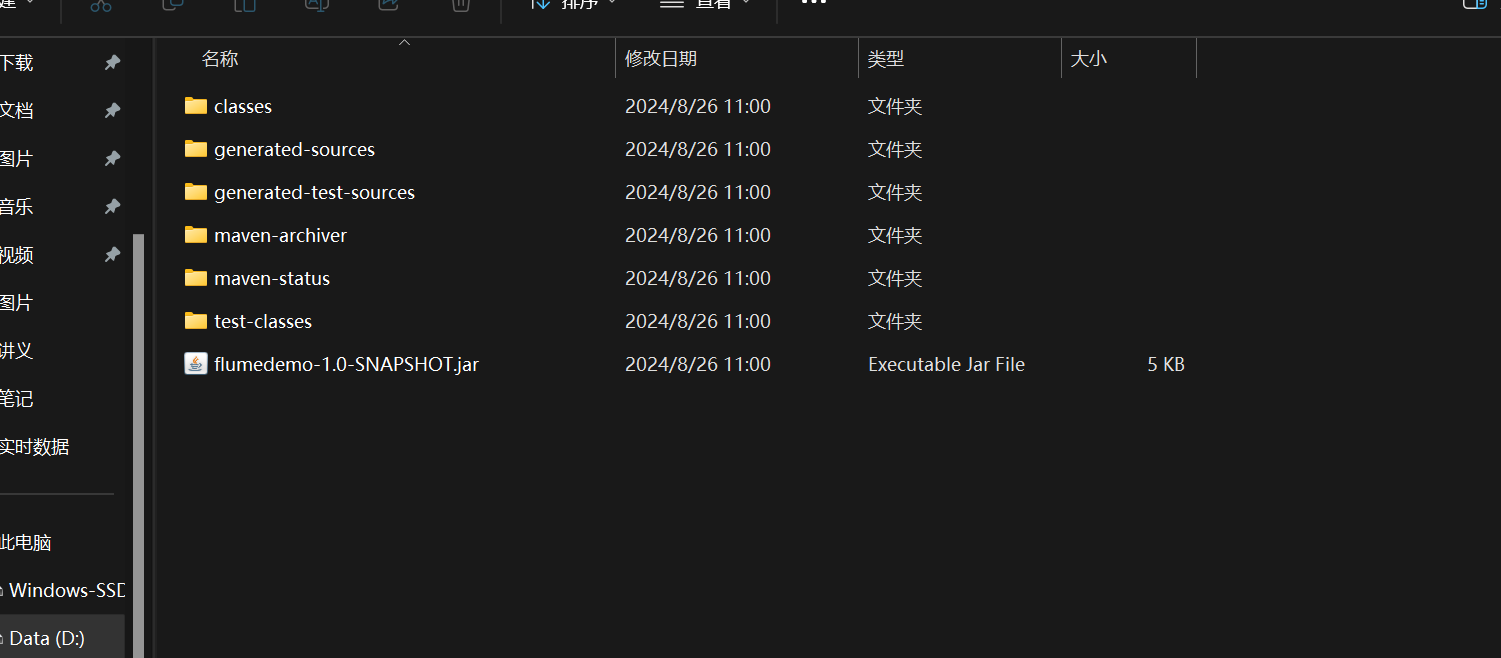 建 排序 查看
名称 修改日期 类型 大小
下载
文档
图片
音乐
视频
图片
讲义
笔记
实时数据
此电脑
Windows-SSD
Data (D:)
classes 2024/8/26 11:00 文件夹
generated-sources 2024/8/26 11:00 文件夹
generated-test-sources 2024/8/26 11:00 文件夹
maven-archiver 2024/8/26 11:00 文件夹
maven-status 2024/8/26 11:00 文件夹
test-classes 2024/8/26 11:00 文件夹
flumedemo-1.0-SNAPSHOT.jar 2024/8/26 11:00 Executable Jar File 5 KB